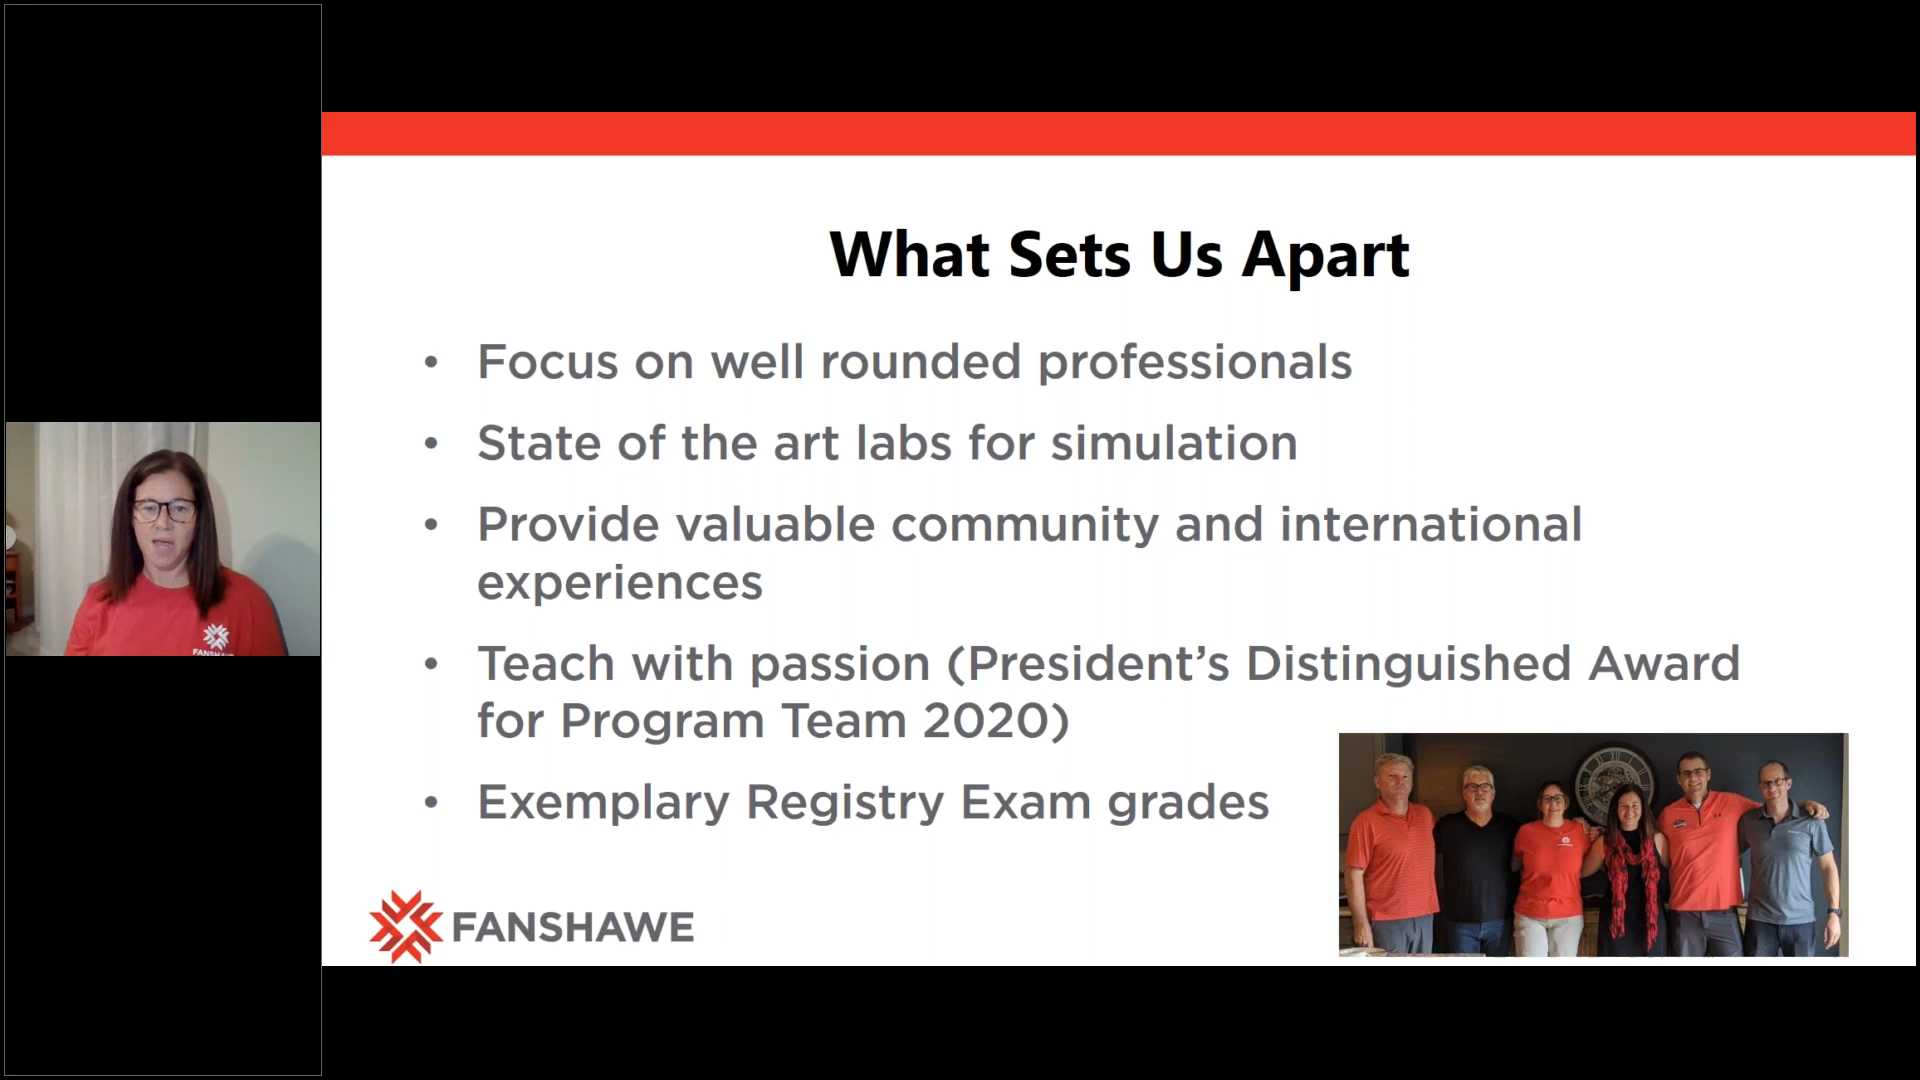 What Sets Us Apart
• Focus on well rounded professionals
• State of the art labs for simulation
• Provide valuable community and international
experiences
• Teach with passion (President’s Distinguished Award
for Program Team 2020)
• Exemplary Registry Exam grades
FANSHAWE